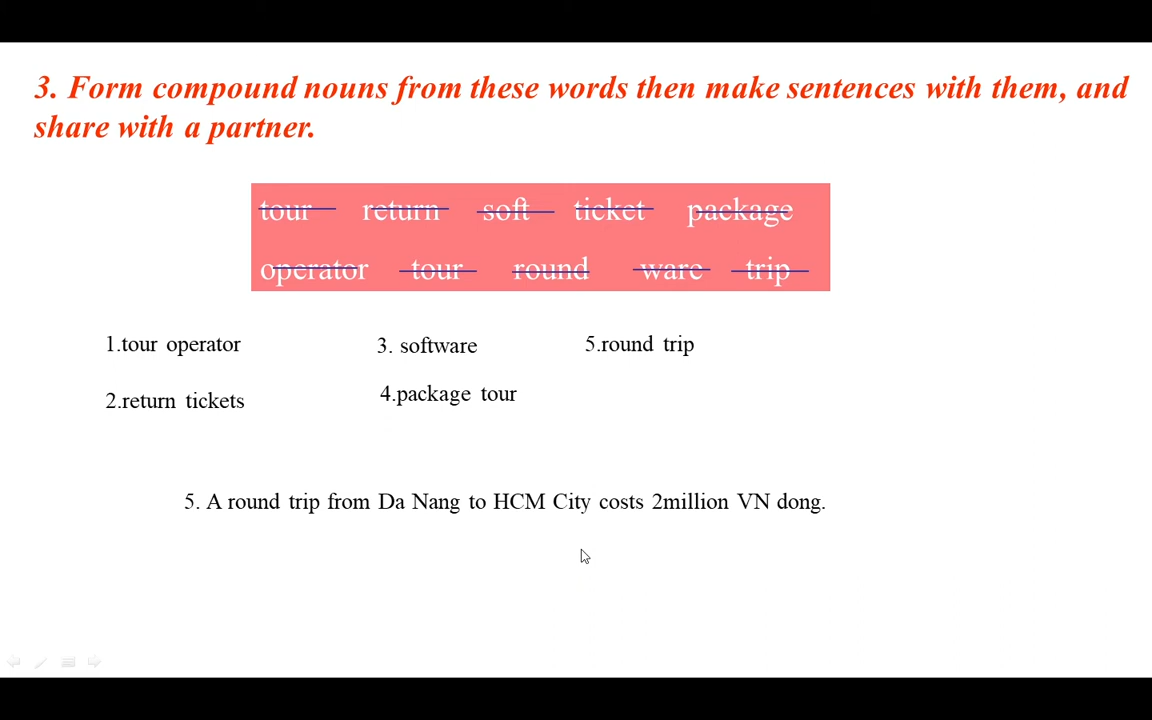 3. Form compound nouns from these words then make sentences with them, and
share with a partner.
tour return soft ticket package
operator tour round ware trip
1.tour operator
2.return tickets
3. software
4.package tour
5.round trip
5. A round trip from Da Nang to HCM City costs 2million VN dong.